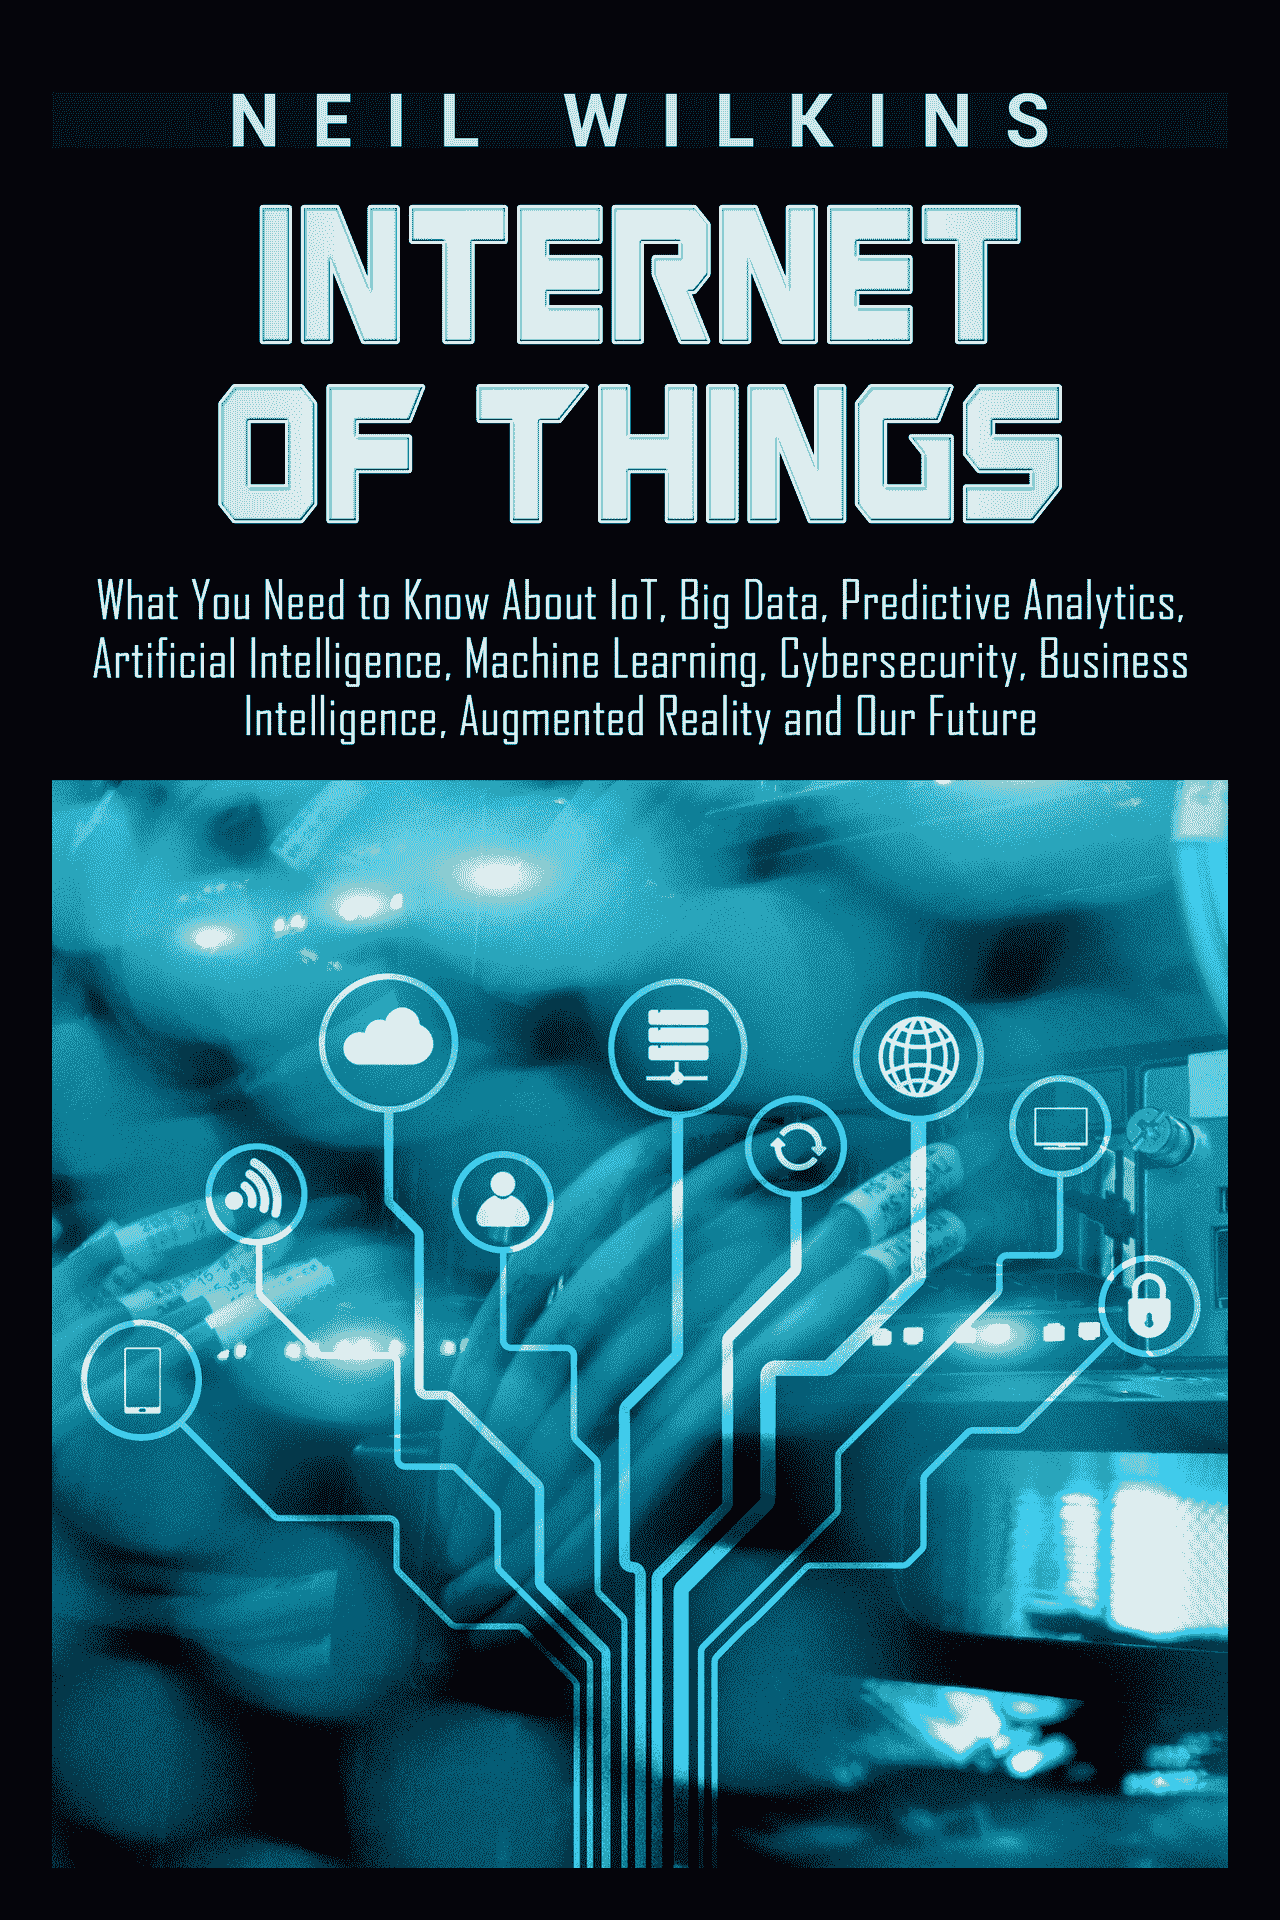 NEIL WILKINS
INTERNET
OF THINGS
What You Need to Know About IoT, Big Data, Predictive Analytics,
Artificial Intelligence, Machine Learning, Cybersecurity, Business
Intelligence, Augmented Reality and Our Future